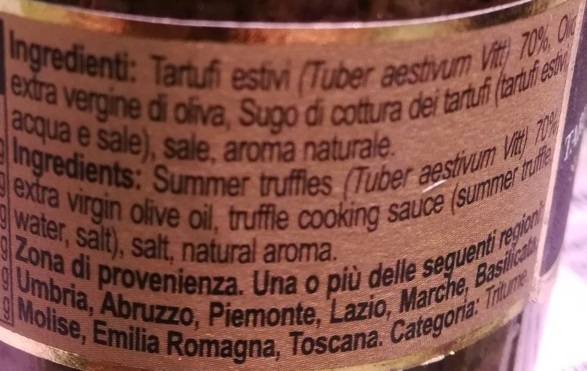 Ingredienti: Tartufi estivi (Tuber aestivum Vitt) 70%,
extra vergine di oliva, Sugo di cottura dei tartufi (tartufi estivi
acqua e sale), sale, aroma naturale.
Ingredients: Summer truffles (Tuber aestivum Vitt) 70%
extra virgin olive oil, truffle cooking sauce (summer truffle
water, salt), salt, natural aroma.
Zona di provenienza. Una o più delle seguenti regioni
Umbria, Abruzzo, Piemonte, Lazio, Marche, Basilicata,
Molise, Emilia Romagna, Toscana. Categoria: Tritume